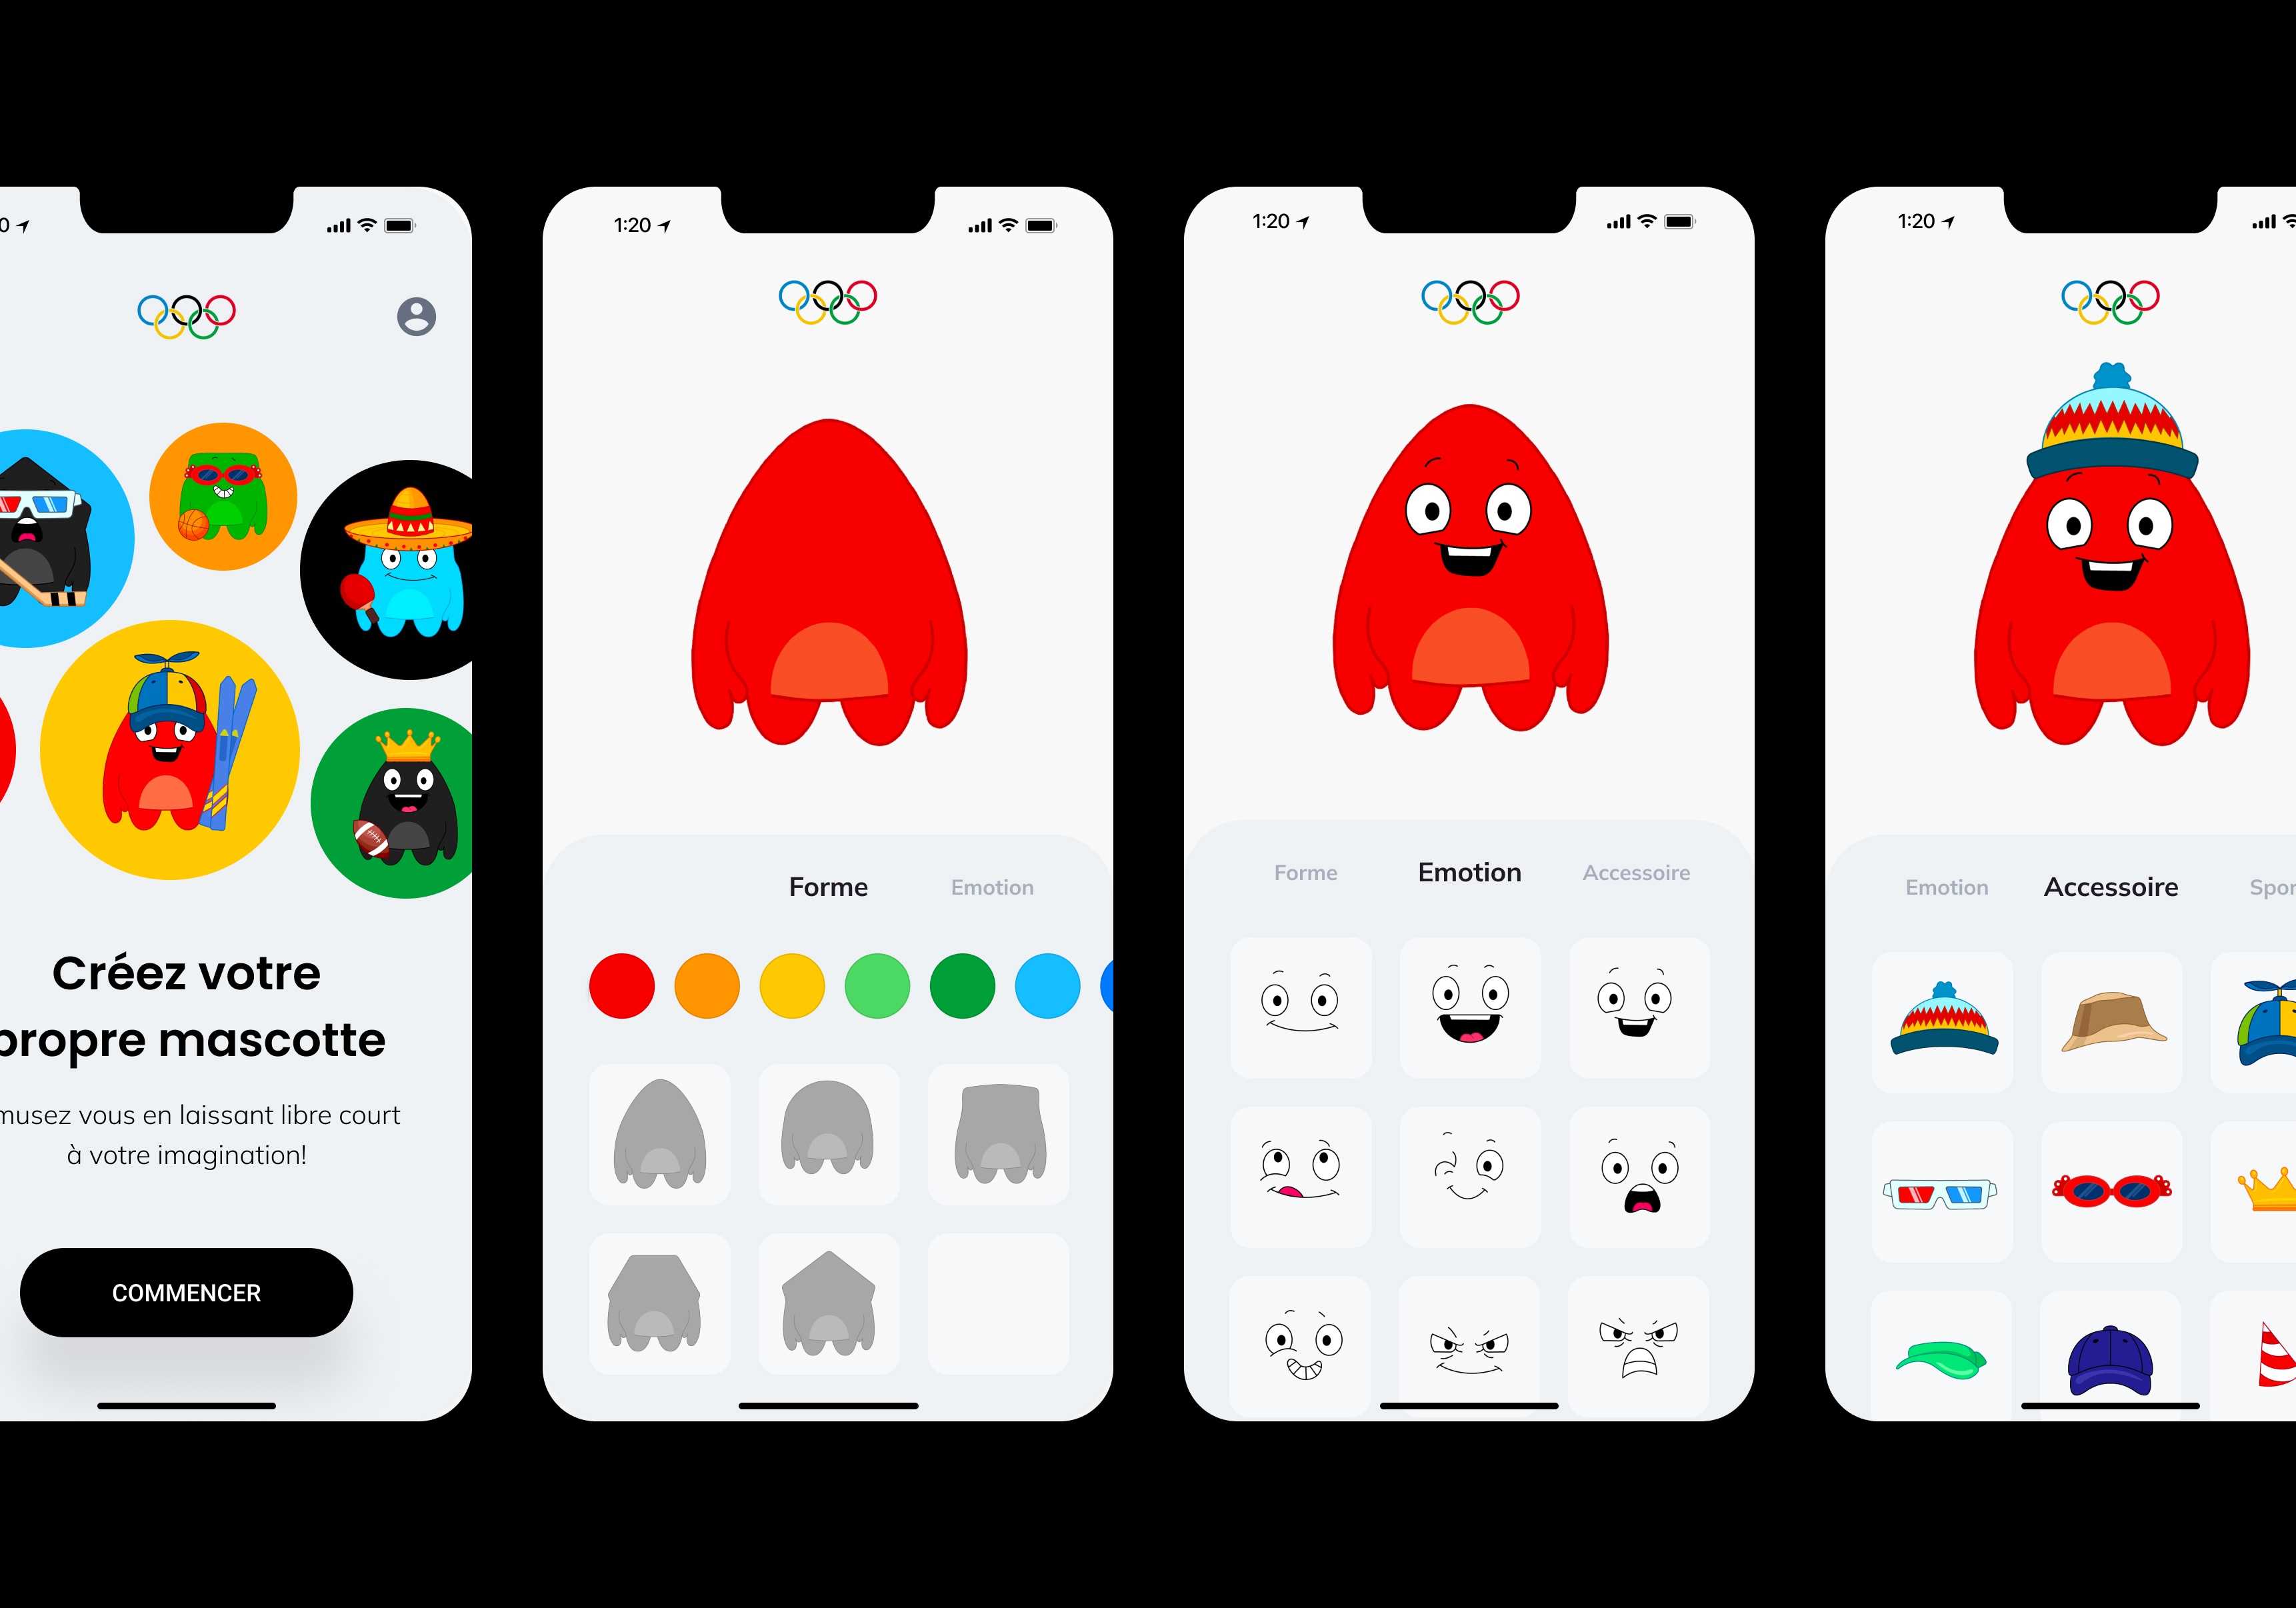 0
Créez votre
propre mascotte
musez vous en laissant libre court
à votre imagination!
COMMENCER
1:20
Forme
Emotion
1:20
Forme
Emotion
Accessoire
1:20
Emotion
Accessoire
Spor